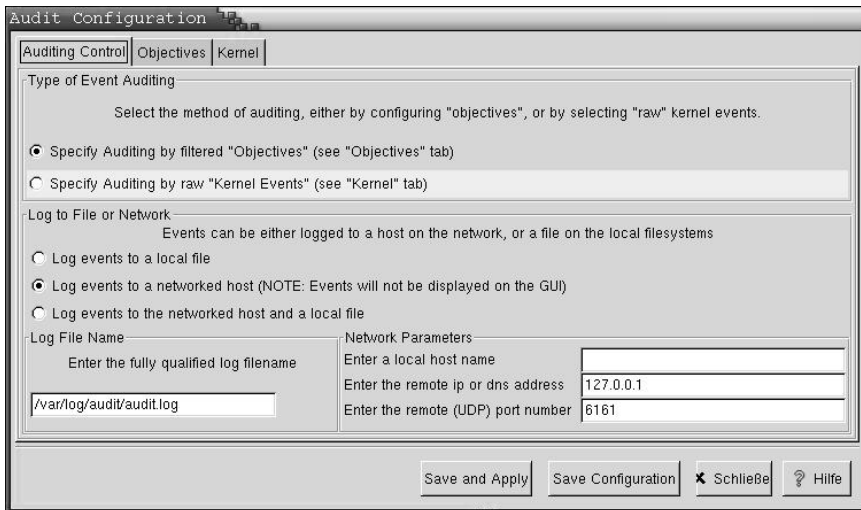 Audit Configuration
Auditing Control Objectives Kernel
Type of Event Auditing
Select the method of auditing, either by configuring "objectives", or by selecting "raw" kernel events.
Specify Auditing by filtered "Objectives" (see "Objectives" tab)
Specify Auditing by raw "Kernel Events" (see "Kernel" tab)
Log to File or Network
Events can be either logged to a host on the network, or a file on the local filesystems
Log events to a local file
Log events to a networked host (NOTE: Events will not be displayed on the GUI)
Log events to the networked host and a local file
Log File Name
Enter the fully qualified log filename
/var/log/audit/audit.log
Network Parameters
Enter a local host name
Enter the remote ip or dns address 127.0.0.1
Enter the remote (UDP) port number 6161
Save and Apply Save Configuration Schließe Hilfe